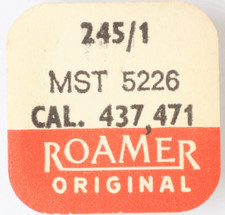 245/1
MST 5226
CAL. 437,471
ROAMER
ORIGINAL